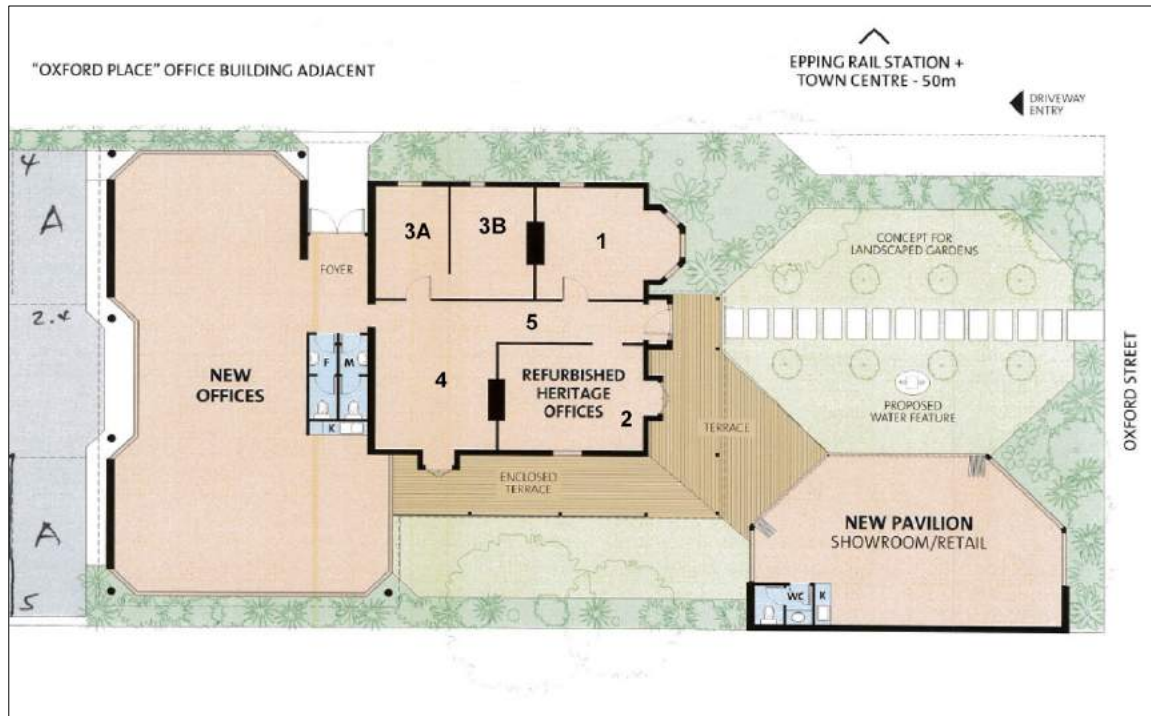 "OXFORD PLACE" OFFICE BUILDING ADJACENT
EPPING RAIL STATION +
TOWN CENTRE - 50m
DRIVEWAY
ENTRY
4
A
2.4
A
5
NEW
OFFICES
FOYER
F
M
K
3A
3B
1
5
4
REFURBISHED
HERITAGE
OFFICES
2
ENCLOSED
TERRACE
TERRACE
CONCEPT FOR
LANDSCAPED GARDENS
PROPOSED
WATER FEATURE
OXFORD STREET
NEW PAVILION
SHOWROOM/RETAIL
WC
K